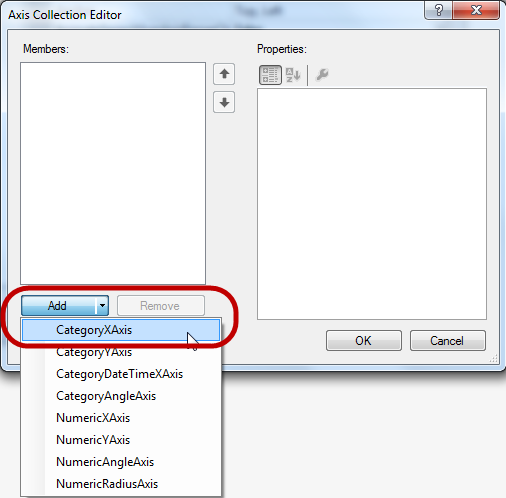 Axis Collection Editor
?
Members:
Properties:
A
Z
Add
Remove
CategoryXAxis
CategoryYAxis
CategoryDateTimeXAxis
CategoryAngleAxis
NumericXAxis
NumericYAxis
NumericAngleAxis
NumericRadiusAxis
OK
Cancel